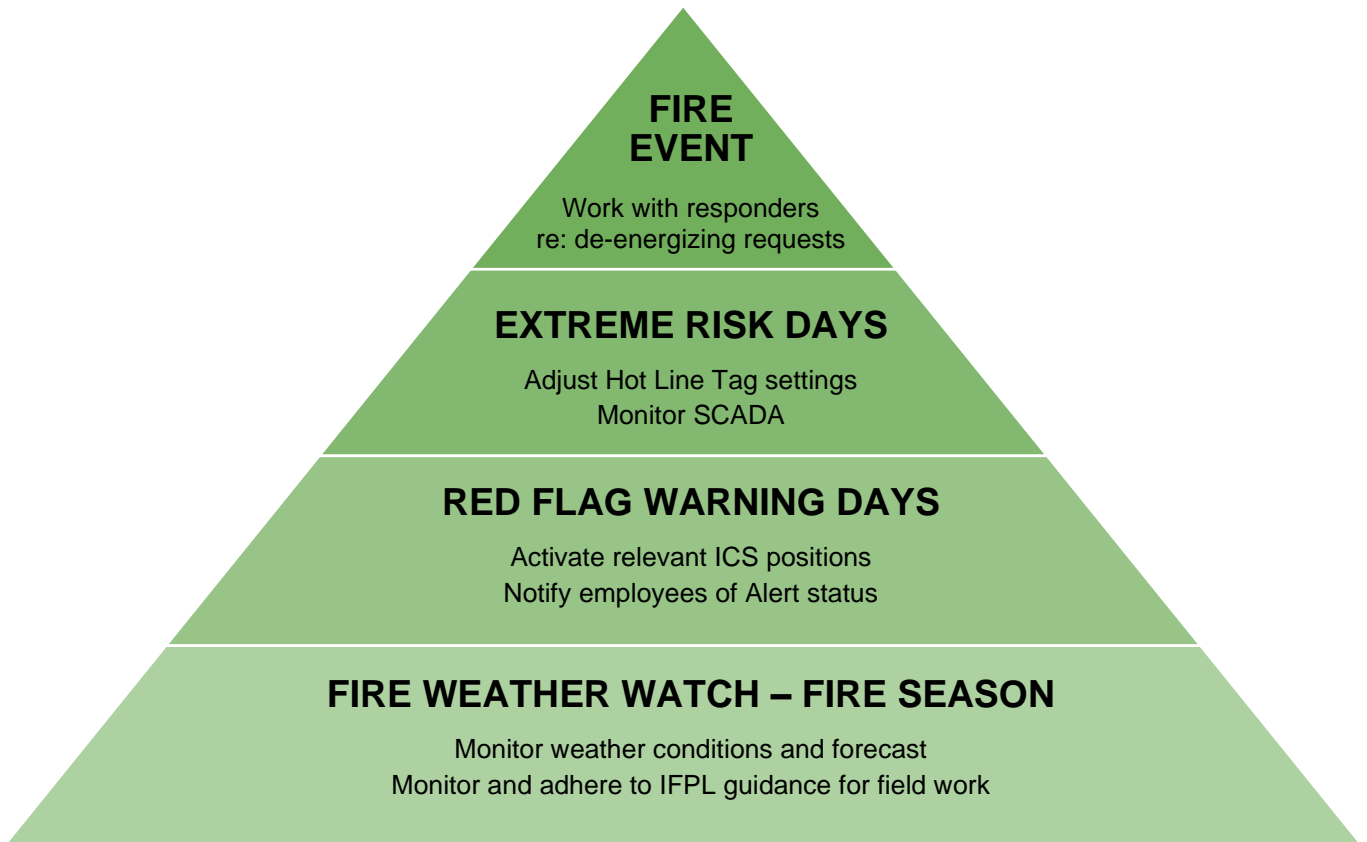 FIRE
EVENT
Work with responders
re: de-energizing requests
EXTREME RISK DAYS
Adjust Hot Line Tag settings
Monitor SCADA
RED FLAG WARNING DAYS
Activate relevant ICS positions
Notify employees of Alert status
FIRE WEATHER WATCH – FIRE SEASON
Monitor weather conditions and forecast
Monitor and adhere to IFPL guidance for field work